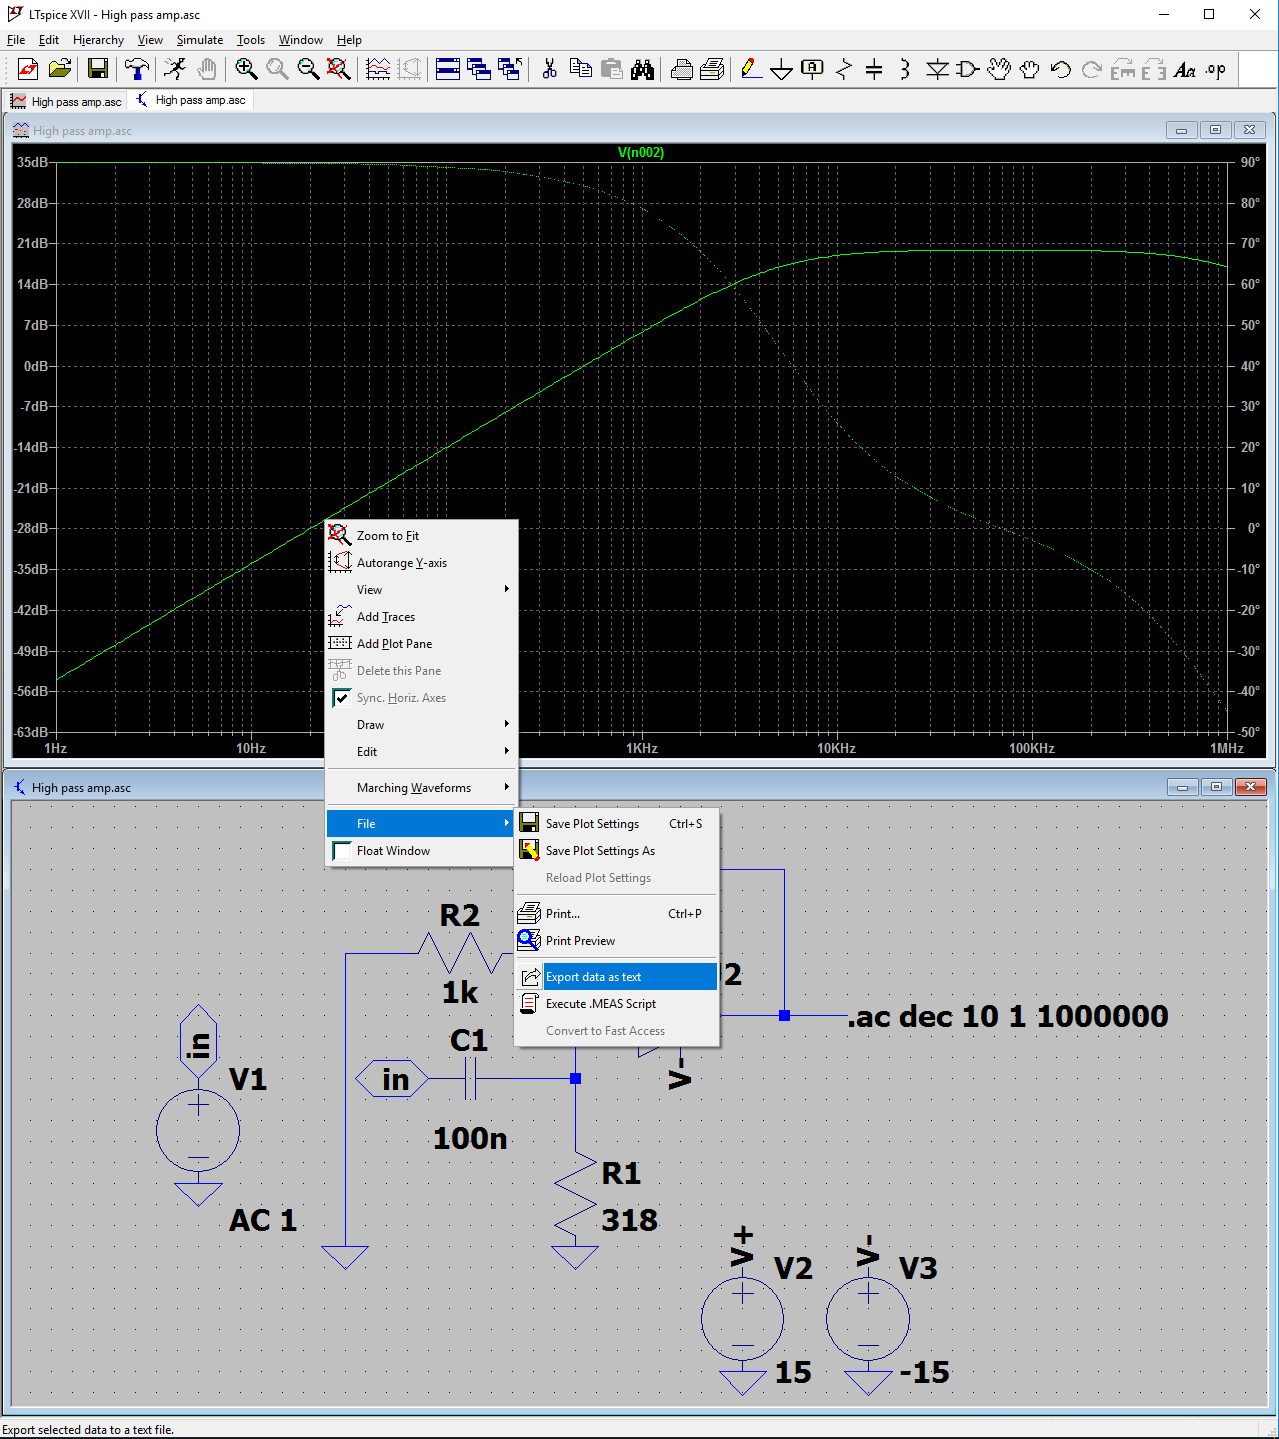 LTspice XVII - High pass amp.asc
File Edit Hierarchy View Simulate Tools Window Help
.op
High pass amp.asc High pass amp.asc
High pass amp.asc
V(n002)
35dB 90°
28dB 80°
21dB 70°
14dB 60°
7dB 50°
0dB 40°
-7dB 30°
-14dB 20°
-21dB 10°
-28dB 0°
-35dB -10°
-42dB -20°
-49dB -30°
-56dB -40°
-63dB -50°
1Hz 10Hz 1KHz 10KHz 100KHz 1MHz
Zoom to Fit
Autorange Y-axis
View
Add Traces
Add Plot Pane
Delete this Pane
Sync. Horiz. Axes
Draw
Edit
Marching Waveforms
File
Float Window
High pass amp.asc
Save Plot Settings Ctrl+S
Save Plot Settings As
Reload Plot Settings
Print... Ctrl+P
Print Preview
Export data as text
Execute .MEAS Script
Convert to Fast Access
R2
1k
2
.ac dec 10 1 1000000
C1
in
V-
100n
in
V1
AC 1
R1
318
V+
V2
15
V-
V3
-15
Export selected data to a text file.